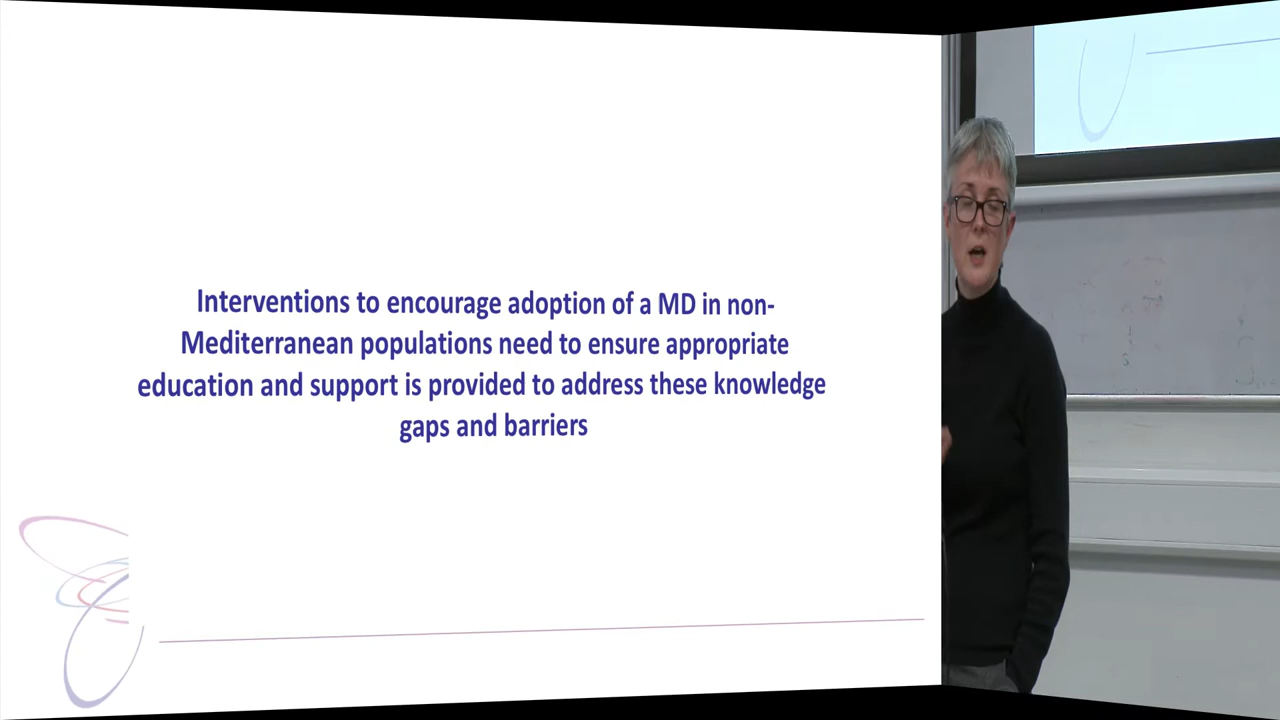 Interventions to encourage adoption of a MD in non-
Mediterranean populations need to ensure appropriate
education and support is provided to address these knowledge
gaps and barriers